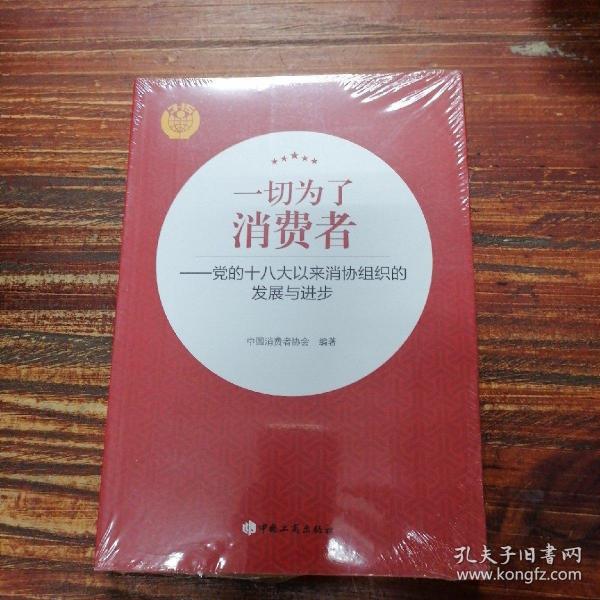 一切为了
消费者
——党的十八大以来消协组织的
发展与进步
中国消费者协会 编著
中国工商出版社
孔夫子旧书网
www.kongfz.com